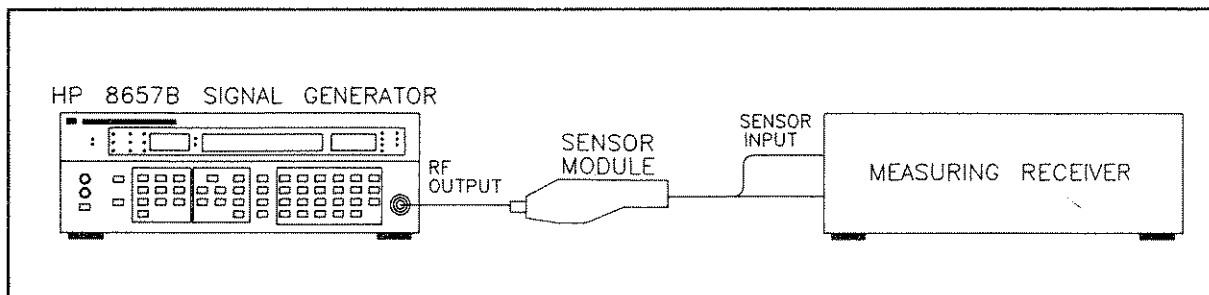 HP 8657B SIGNAL GENERATOR
RF
OUTPUT
SENSOR
MODULE
SENSOR
INPUT
MEASURING RECEIVER